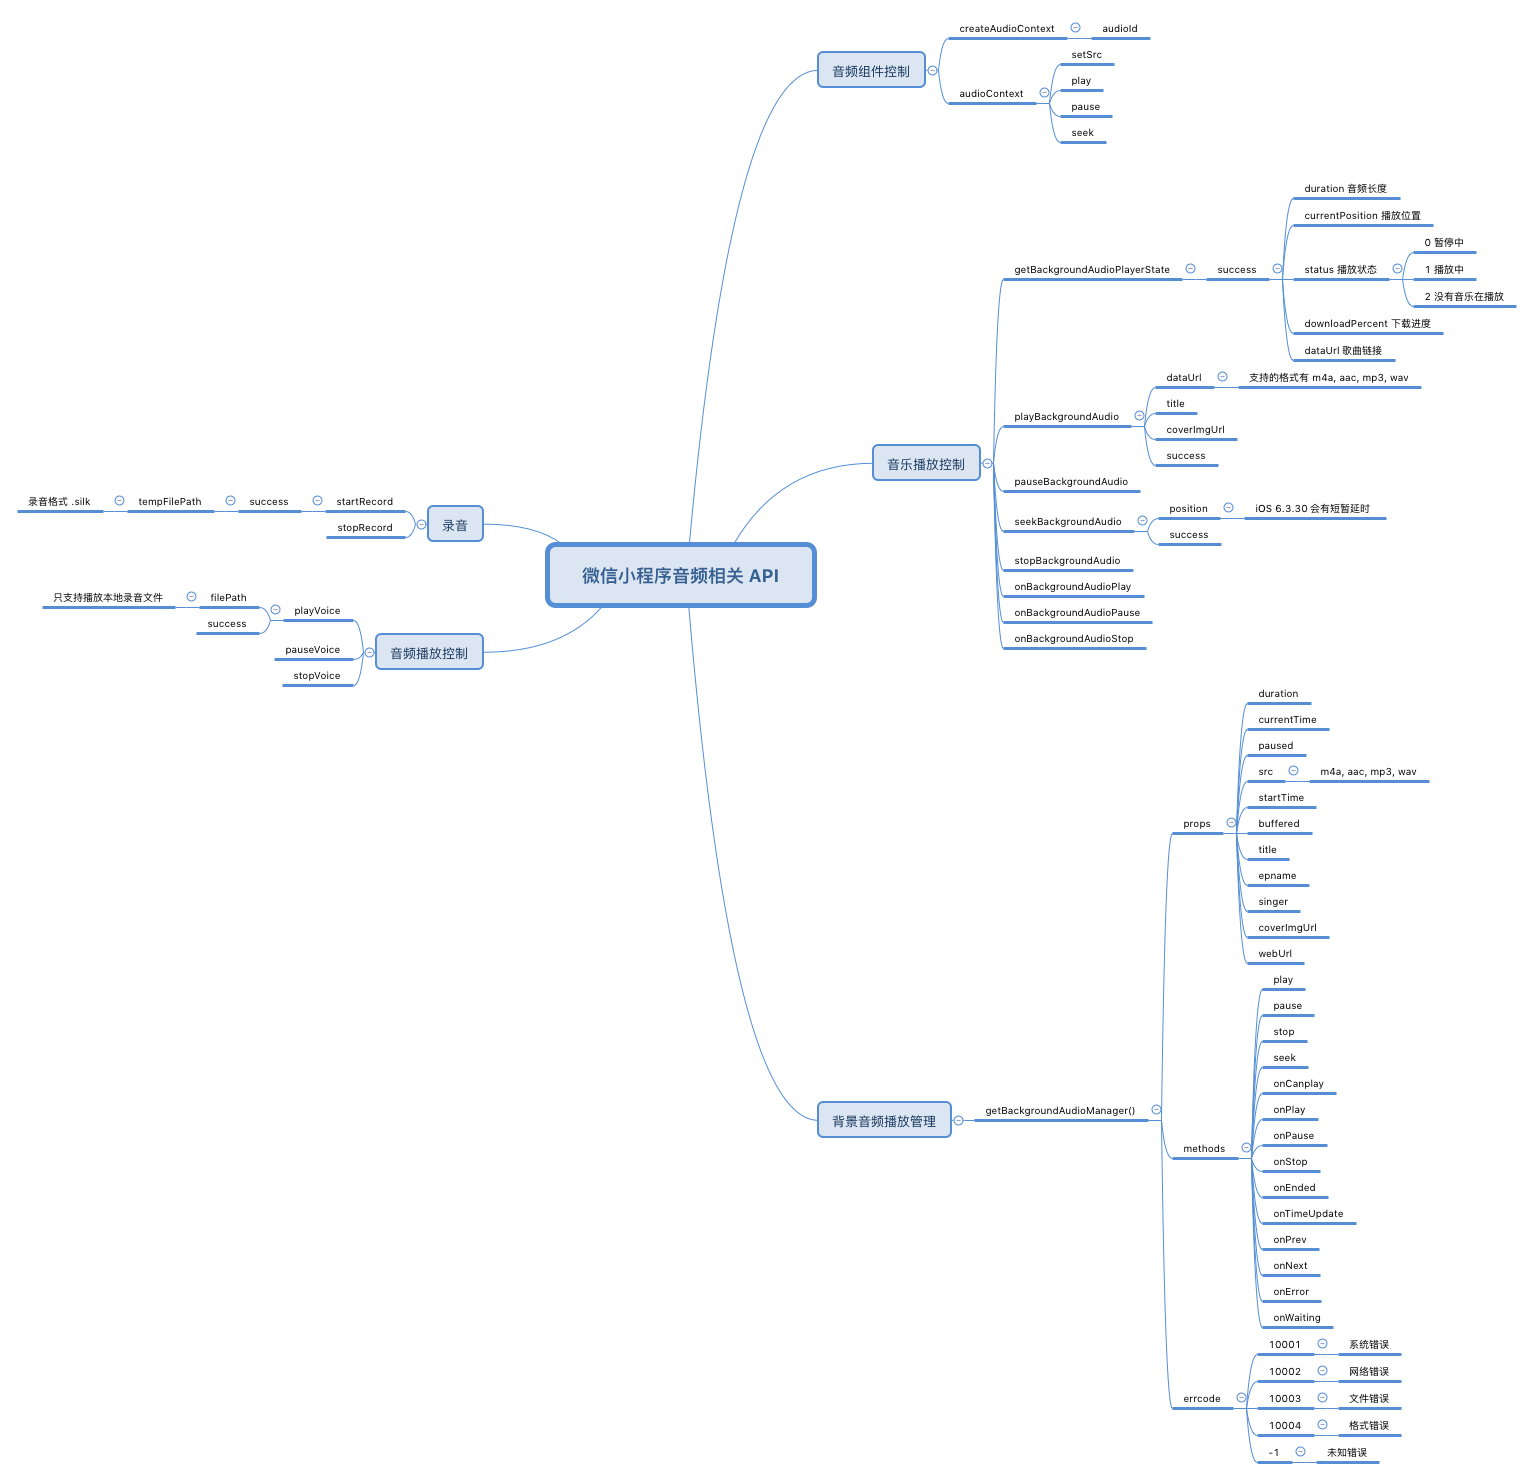 微信小程序音频相关 API
音频组件控制
createAudioContext
audioId
audioContext
setSrc
play
pause
seek
音乐播放控制
getBackgroundAudioPlayerState
success
duration 音频长度
currentPosition 播放位置
status 播放状态
0 暂停中
1 播放中
2 没有音乐在播放
downloadPercent 下载进度
dataUrl 歌曲链接
playBackgroundAudio
dataUrl
支持的格式有 m4a, aac, mp3, wav
title
coverImgUrl
success
pauseBackgroundAudio
seekBackgroundAudio
position
iOS 6.3.30 会有短暂延时
success
stopBackgroundAudio
onBackgroundAudioPlay
onBackgroundAudioPause
onBackgroundAudioStop
背景音频播放管理
getBackgroundAudioManager()
props
duration
currentTime
paused
src
m4a, aac, mp3, wav
startTime
buffered
title
epname
singer
coverImgUrl
webUrl
methods
play
pause
stop
seek
onCanplay
onPlay
onPause
onStop
onEnded
onTimeUpdate
onPrev
onNext
onError
onWaiting
errcode
10001
系统错误
10002
网络错误
10003
文件错误
10004
格式错误
-1
未知错误
录音
startRecord
success
tempFilePath
录音格式 .silk
stopRecord
音频播放控制
playVoice
filePath
只支持播放本地录音文件
success
pauseVoice
stopVoice